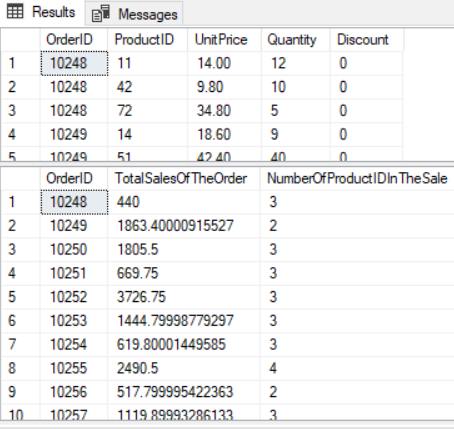 Results Messages
OrderID ProductID UnitPrice Quantity Discount
1 10248 11 14.00 12 0
2 10248 42 9.80 10 0
3 10248 72 34.80 5 0
4 10249 14 18.60 9 0
5 10249 51 42.40 40 0
OrderID TotalSalesOfTheOrder NumberOfProductIDInTheSale
1 10248 440 3
2 10249 1863.40000915527 2
3 10250 1805.5 3
4 10251 669.75 3
5 10252 3726.75 3
6 10253 1444.79998779297 3
7 10254 619.80001449585 3
8 10255 2490.5 4
9 10256 517.799995422363 2
10 10257 1119.89993286133 3